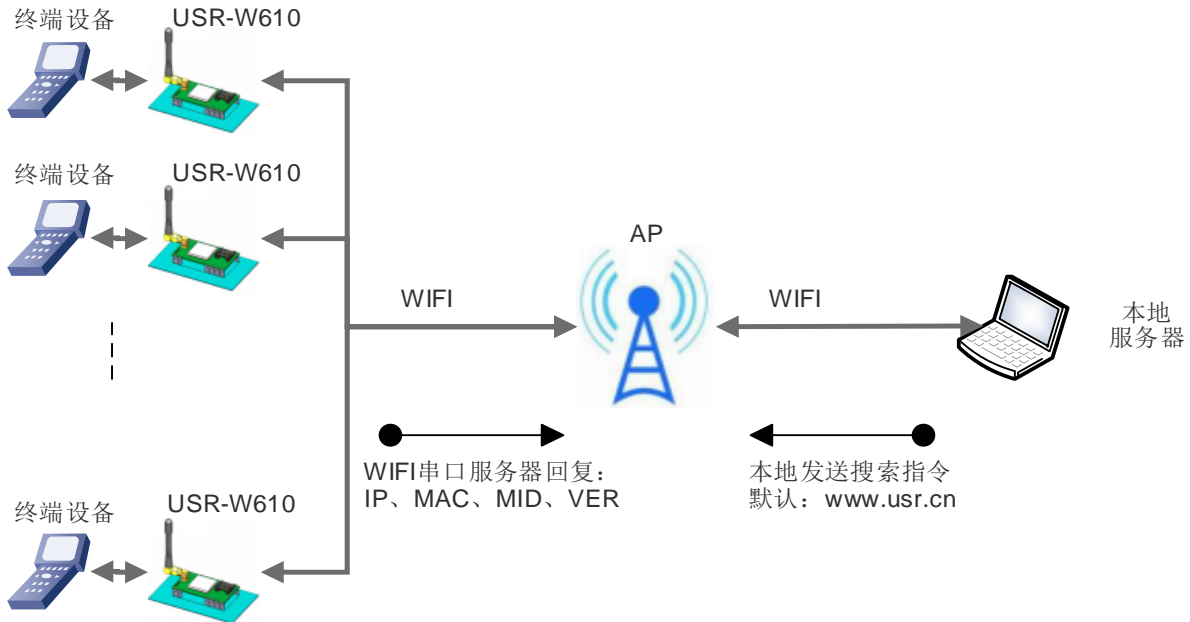 终端设备
USR-W610
终端设备
USR-W610
AP
WIFI
WIFI
本地
服务器
WIFI串口服务器回复：
IP、MAC、MID、VER
本地发送搜索指令
默认：www.usr.cn
终端设备
USR-W610